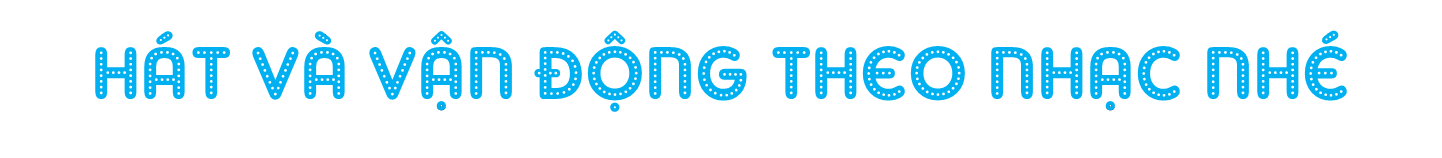 HÁT VÀ VẬN ĐỘNG THEO NHẠC NHÉ